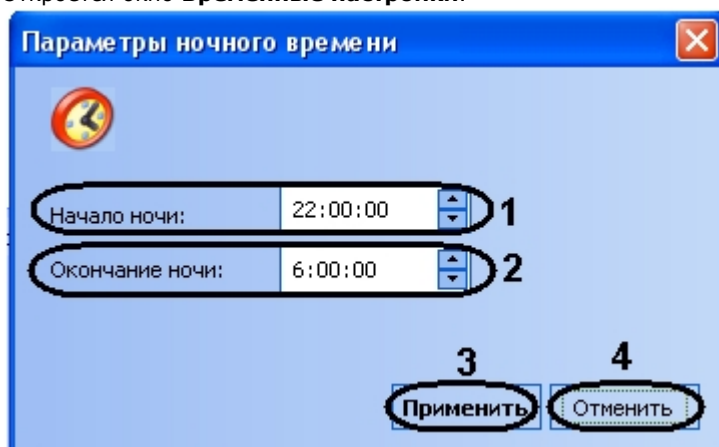 Откроется окно Временные настройки.
Параметры ночного времени
Начало ночи: 22:00:00 1
Окончание ночи: 6:00:00 2
3 4
Применить Отменить